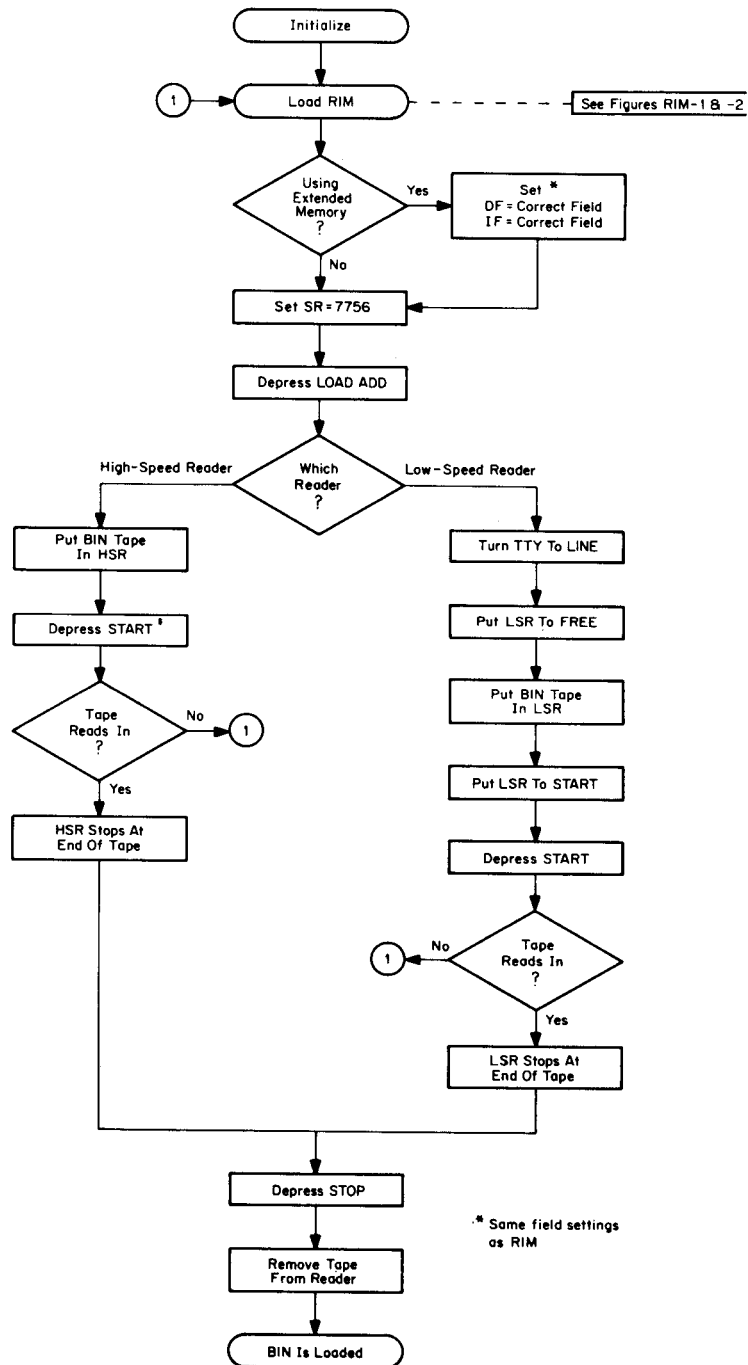 Initialize
1
Load RIM
See Figures RIM-1 & -2
Using
Extended
Memory
?
Yes
Set *
DF = Correct Field
IF = Correct Field
No
Set SR = 7756
Depress LOAD ADD
High-Speed Reader
Which
Reader
?
Low-Speed Reader
Put BIN Tape
In HSR
Depress START *
Tape
Reads In
?
No
1
Yes
HSR Stops At
End Of Tape
Turn TTY To LINE
Put LSR To FREE
Put BIN Tape
In LSR
Put LSR To START
Depress START
Tape
Reads In
?
No
1
Yes
LSR Stops At
End Of Tape
Depress STOP
* Same field settings
as RIM
Remove Tape
From Reader
BIN Is Loaded